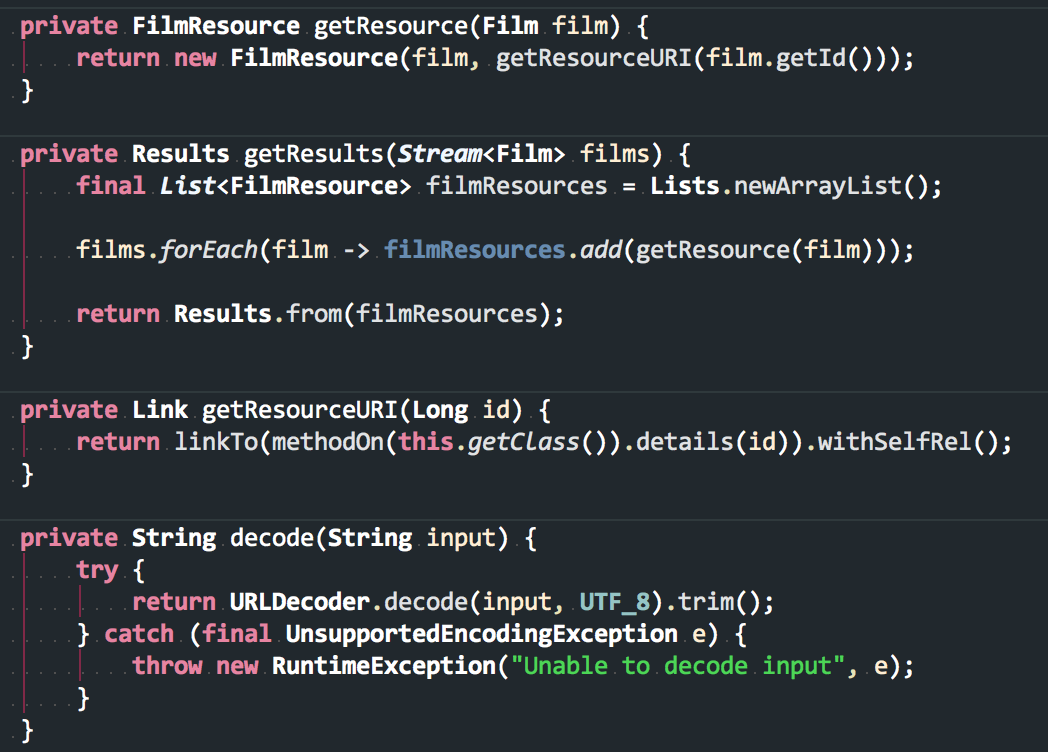 private FilmResource getResource(Film film) {
    return new FilmResource(film, getResourceURI(film.getId()));
}
private Results getResults(Stream<Film> films) {
    final List<FilmResource> filmResources = Lists.newArrayList();
    films.forEach(film -> filmResources.add(getResource(film)));
    return Results.from(filmResources);
}
private Link getResourceURI(Long id) {
    return linkTo(methodOn(this.getClass()).details(id)).withSelfRel();
}
private String decode(String input) {
    try {
        return URLDecoder.decode(input, UTF_8).trim();
    } catch (final UnsupportedEncodingException e) {
        throw new RuntimeException("Unable to decode input", e);
    }
}